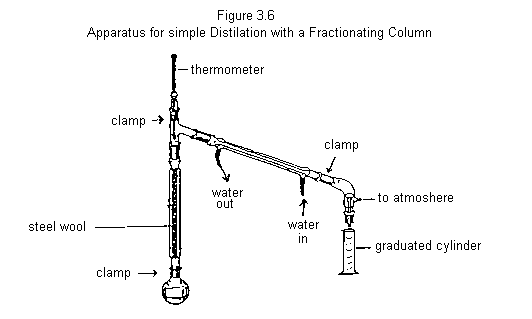 Figure 3.6
Apparatus for simple Distilation with a Fractionating Column
thermometer
clamp
clamp
water
out
to atmoshere
water
in
steel wool
graduated cylinder
clamp